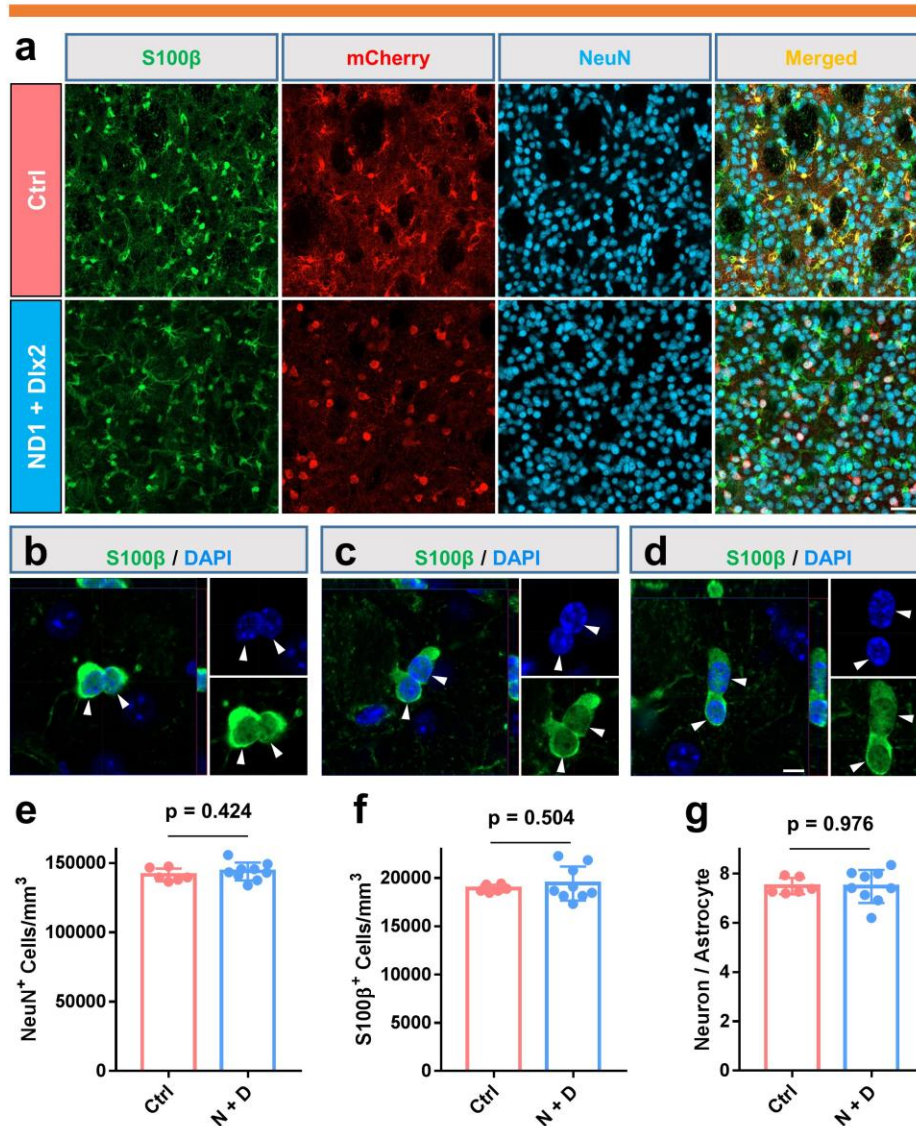 a
S100β
mCherry
NeuN
Merged
Ctrl
ND1 + Dlx2
b
S100β / DAPI
c
S100β / DAPI
d
S100β / DAPI
e
p = 0.424
NeuN⁺ Cells/mm³
150000
100000
50000
0
Ctrl
N + D
f
p = 0.504
S100β⁺ Cells/mm³
20000
15000
10000
5000
0
Ctrl
N + D
g
p = 0.976
Neuron / Astrocyte
8
6
4
2
0
Ctrl
N + D